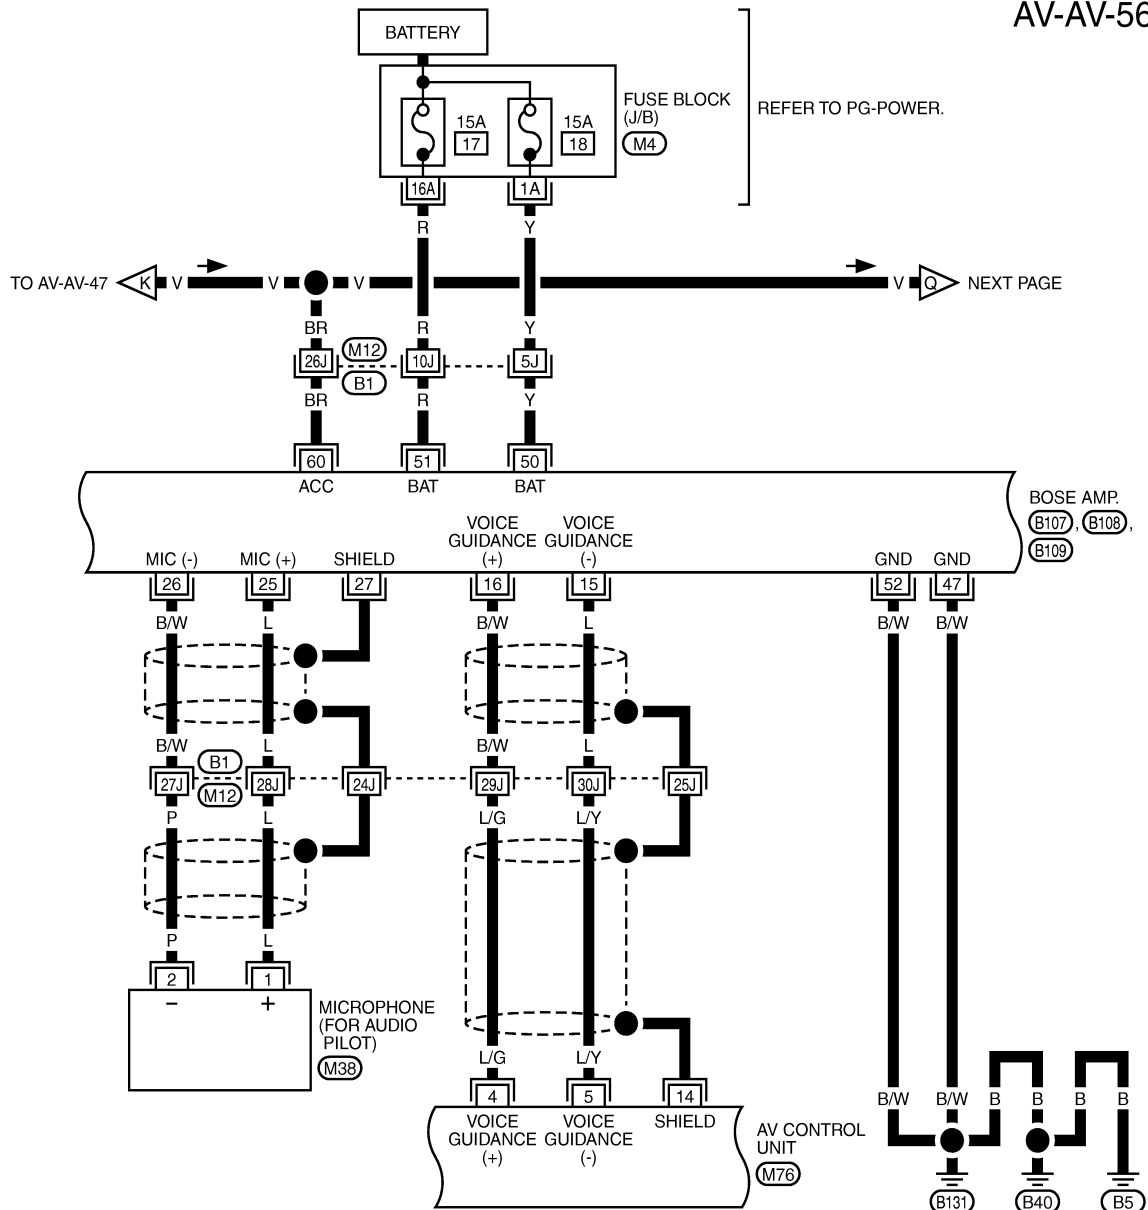 AV-AV-56
BATTERY
FUSE BLOCK
(J/B)
M4
REFER TO PG-POWER.
15A
17
15A
18
16A
1A
R
Y
TO AV-AV-47
K
V
V
V
V
Q
NEXT PAGE
BR
R
Y
26J
M12
10J
5J
B1
BR
R
Y
60
51
50
ACC
BAT
BAT
BOSE AMP.
B107 , B108 ,
B109
VOICE
GUIDANCE
(+)
VOICE
GUIDANCE
(-)
MIC (-)
MIC (+)
SHIELD
GND
GND
26
25
27
16
15
52
47
B/W
L
B/W
L
B/W
B/W
B/W
L
B/W
L
27J
B1
M12
28J
24J
29J
30J
25J
P
L
L/G
L/Y
P
L
2
1
−
+
MICROPHONE
(FOR AUDIO
PILOT)
M38
L/G
L/Y
4
5
14
VOICE
GUIDANCE
(+)
VOICE
GUIDANCE
(-)
SHIELD
AV CONTROL
UNIT
M76
B/W
B/W
B
B
B
B
B131
B40
B5